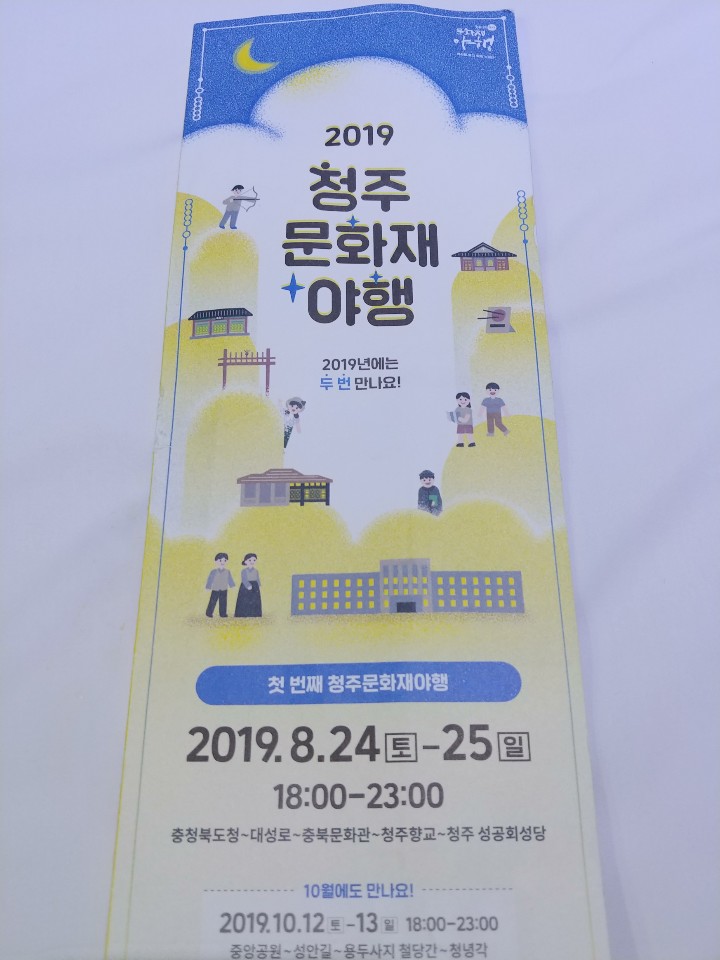 문화재
야행
2019
청주
문화재
야행
2019년에는
두 번 만나요!
첫 번째 청주문화재야행
2019. 8.24토-25일
18:00-23:00
충청북도청~대성로~충북문화관~청주향교~청주 성공회성당
10월에도 만나요!
2019.10.12토-13일 18:00-23:00
중앙공원~성안길~용두사지 철당간~청녕각